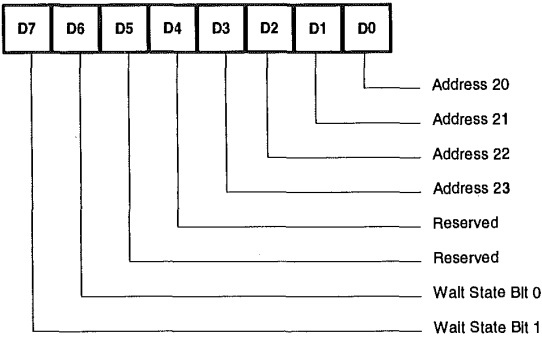 D7 D6 D5 D4 D3 D2 D1 D0
Address 20
Address 21
Address 22
Address 23
Reserved
Reserved
Wait State Bit 0
Wait State Bit 1